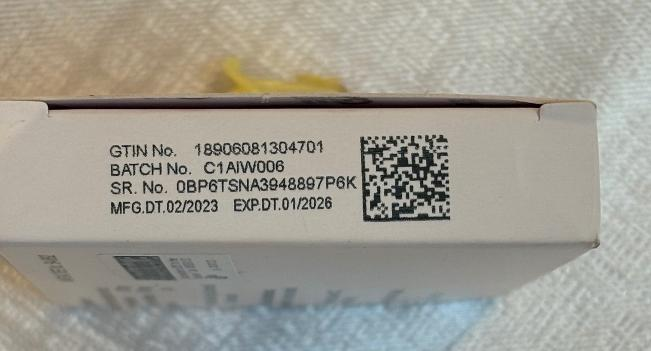 GTIN No. 18906081304701
BATCH No. C1AIW006
SR. No. 0BP6TSNA3948897P6K
MFG.DT.02/2023 EXP.DT.01/2026